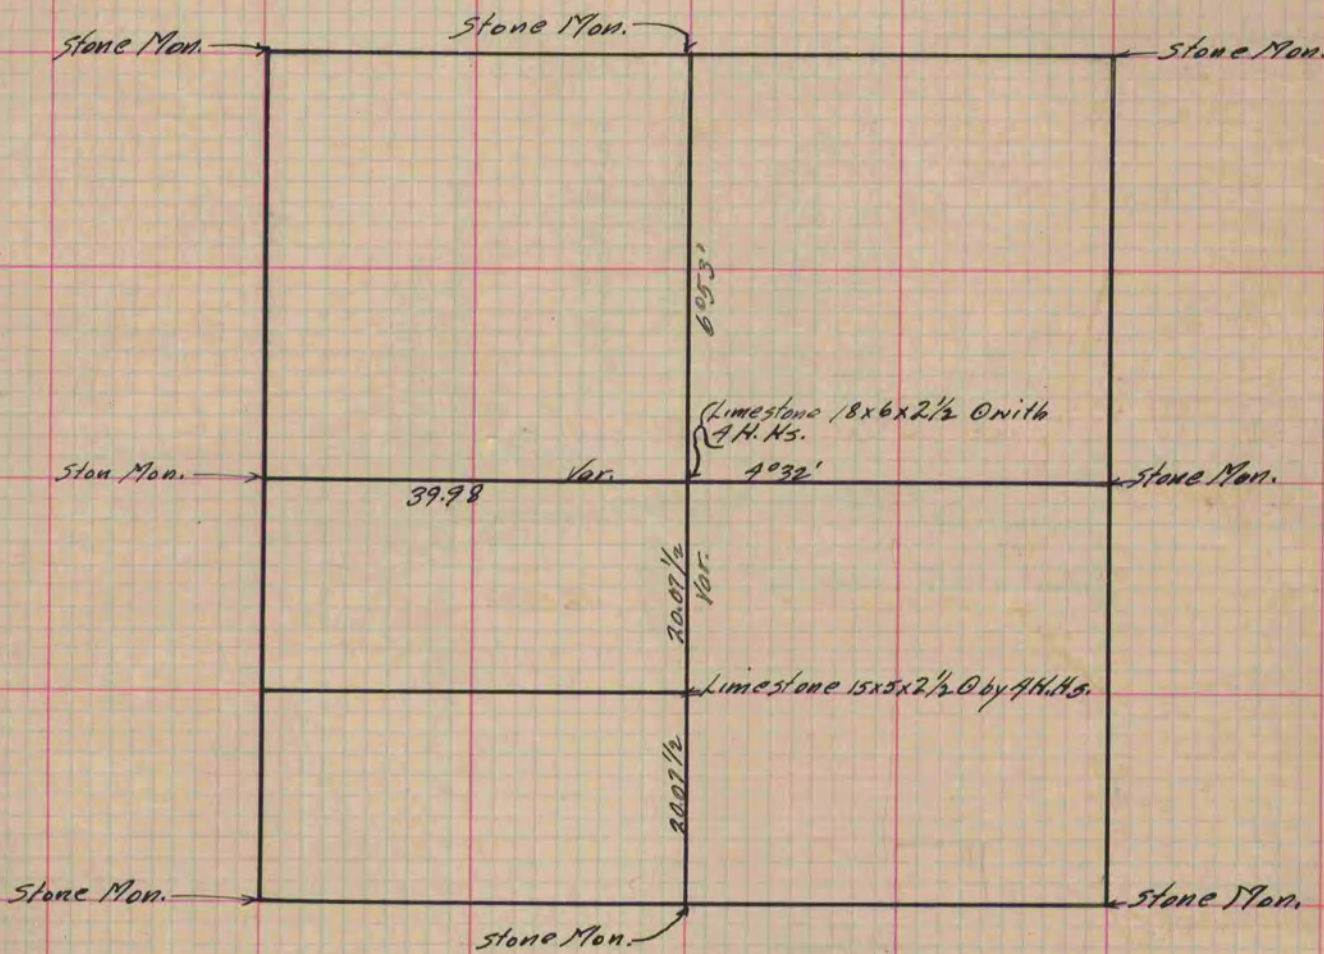 Stone Mon.
Stone Mon.
Stone Mon.
6°53'
Limestone 18x6x2½ ⊙ with
4 H. Hs.
Ston Mon.
Var.
4°32'
Stone Mon.
39.98
20.07½
Var.
Limestone 15x5x2½ ⊙ by 4 H. Hs.
20.07½
Stone Mon.
Stone Mon.
Stone Mon.